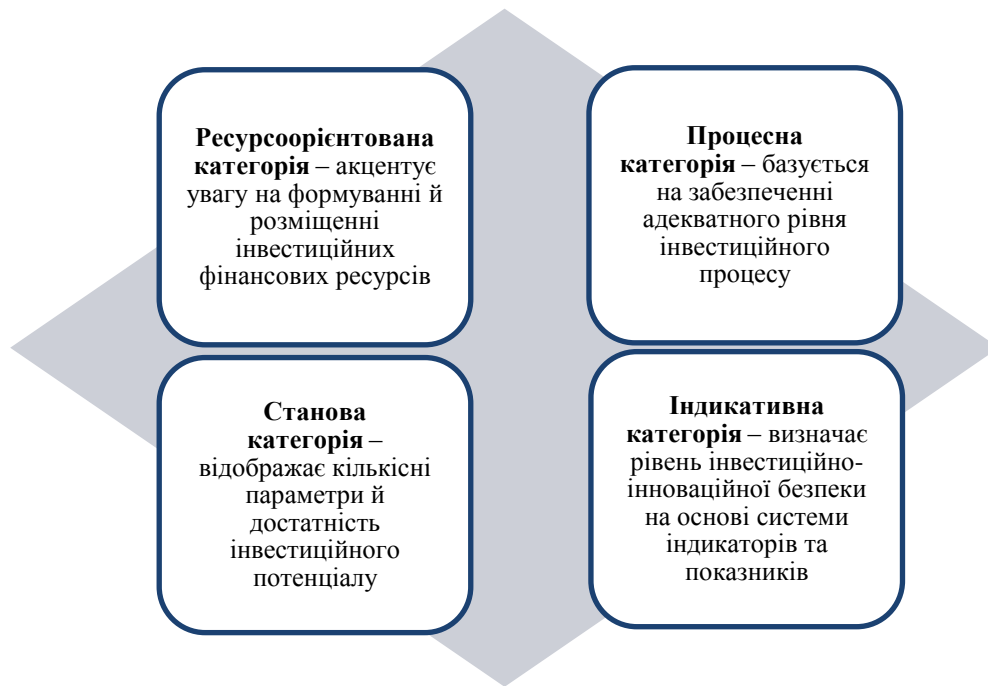 Ресурсоорієнтована
категорія – акцентує
увагу на формуванні й
розміщенні
інвестиційних
фінансових ресурсів
Процесна
категорія – базується
на забезпеченні
адекватного рівня
інвестиційного
процесу
Станова
категорія –
відображає кількісні
параметри й
достатність
інвестиційного
потенціалу
Індикативна
категорія – визначає
рівень інвестиційно-
інноваційної безпеки
на основі системи
індикаторів та
показників